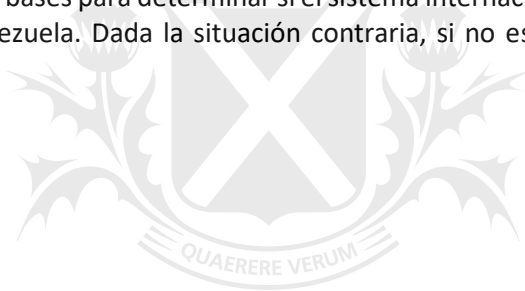 bases para determinar si el sistema internac
ezuela. Dada la situación contraria, si no es
QUAERERE VERUM